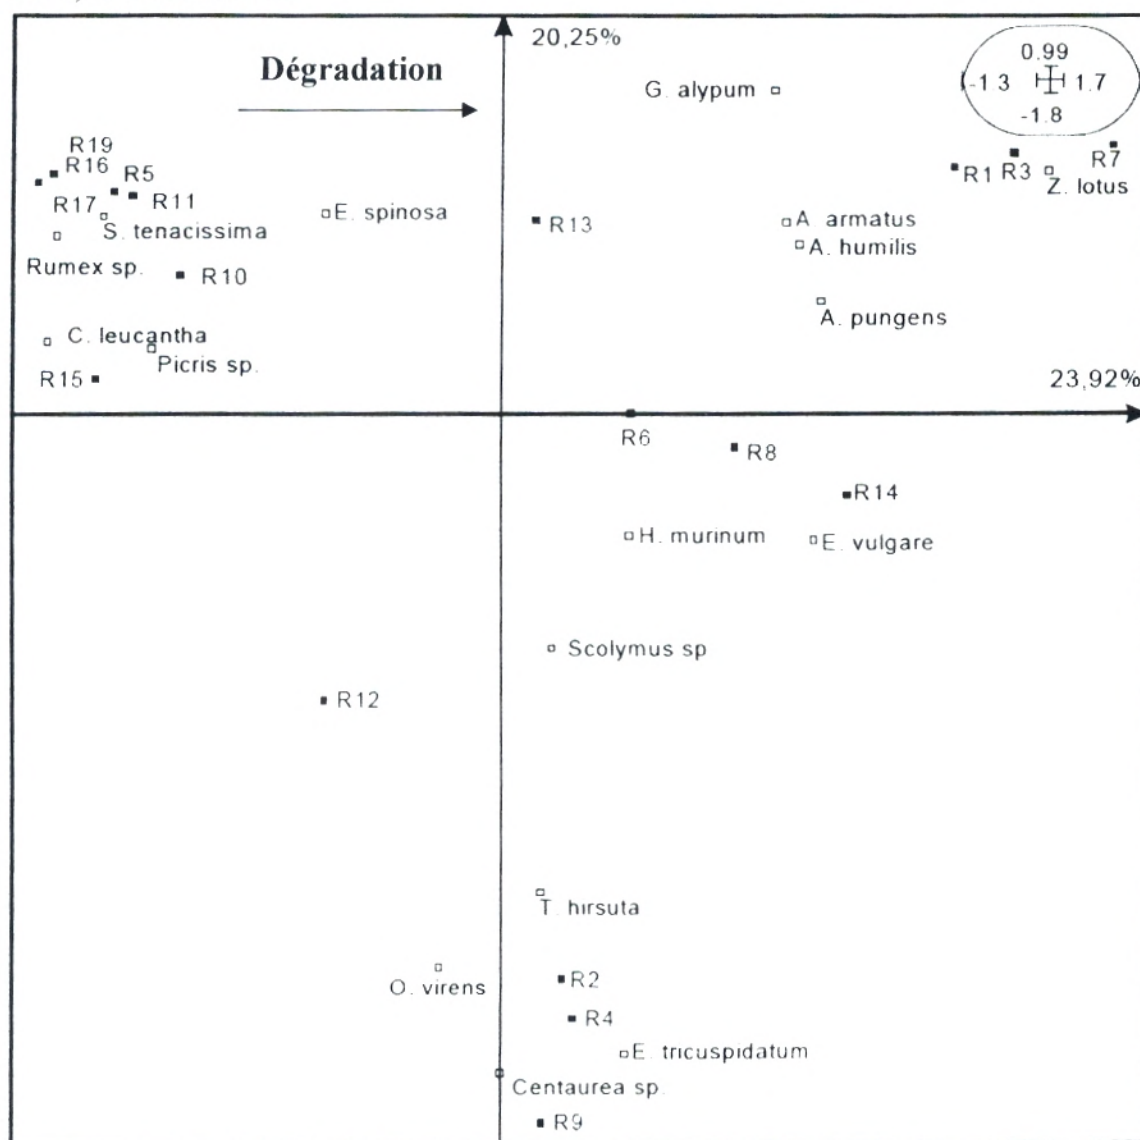 20,25%
Dégradation
0.99
-1.3 1.7
-1.8
G. alypum
R19
R16
R5
R17
R11
S. tenacissima
Rumex sp.
R10
E. spinosa
R13
R1
R3
R7
Z. lotus
A. armatus
A. humilis
A. pungens
C. leucantha
Picris sp.
R15
23,92%
R6
R8
R14
H. murinum
E. vulgare
Scolymus sp
R12
T. hirsuta
O. virens
R2
R4
E. tricuspidatum
Centaurea sp.
R9